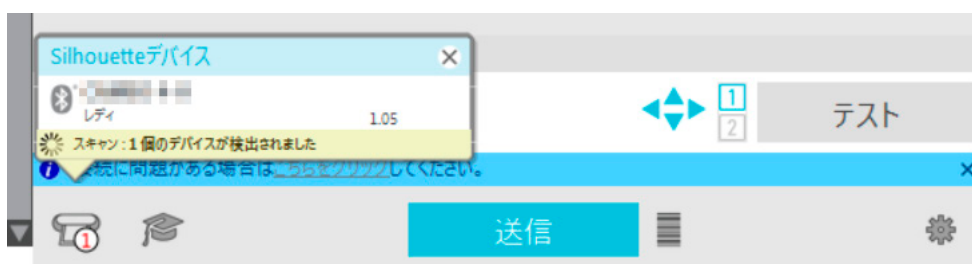 Silhouetteデバイス
レディ
1.05
スキャン:1個のデバイスが検出されました
1
2
テスト
続に問題がある場合はこちらをクリックしてください。
1
送信